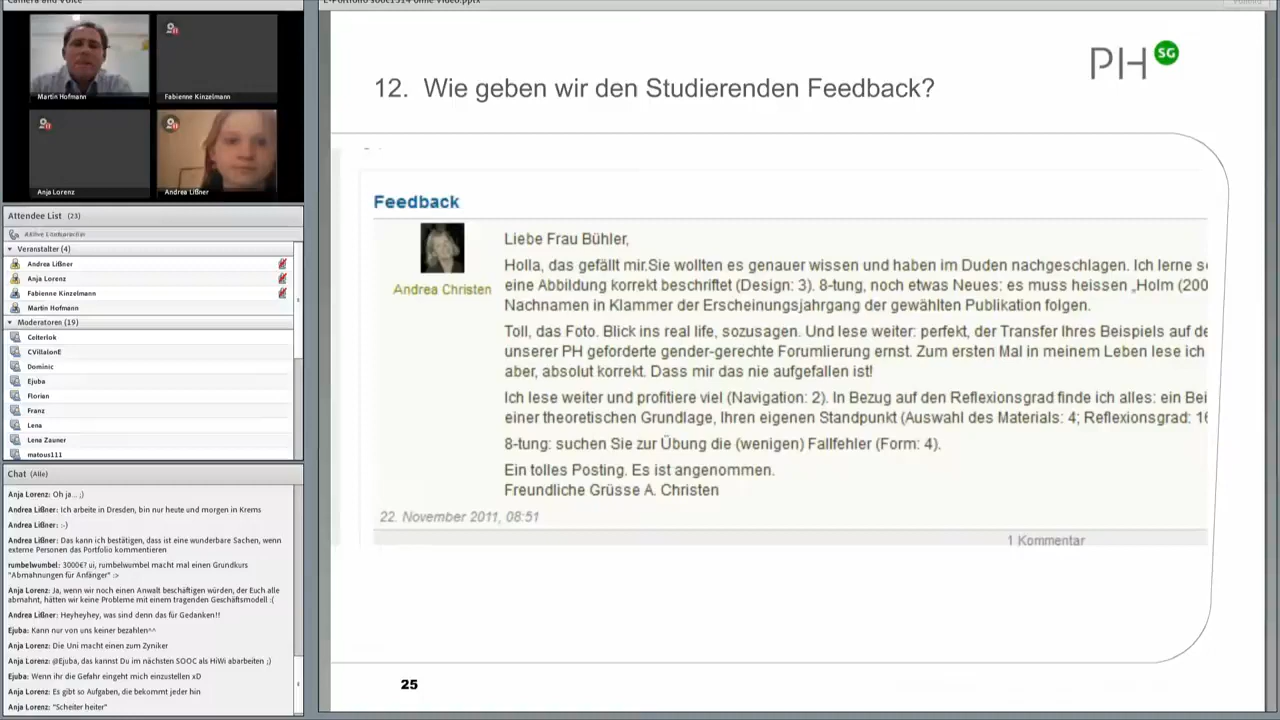 Camera and Voice
Martin Hofmann
Fabienne Kinzelmann
Anja Lorenz
Andrea Lißner
Attendee List (23)
Veranstalter (4)
Andrea Lißner
Anja Lorenz
Fabienne Kinzelmann
Martin Hofmann
Moderatoren (19)
Celterlok
CVillalonE
Dominic
Ejuba
Florian
Franz
Lena
Lena Zauner
matous111
Chat (Alle)
Anja Lorenz: Oh ja... ;)
Andrea Lißner: Ich arbeite in Dresden, bin nur heute und morgen in Krems
Andrea Lißner: :-)
Andrea Lißner: Das kann ich bestätigen, dass ist eine wunderbare Sachen, wenn
externe Personen das Portfolio kommentieren
rumbelwumbel: 3000€? ui, rumbelwumbel macht mal einen Grundkurs
"Abmahnungen für Anfänger" :>
Anja Lorenz: Ja, wenn wir noch einen Anwalt beschäftigen würden, der Euch alle
abmahnt, hätten wir keine Probleme mit einem tragenden Geschäftsmodell :(
Andrea Lißner: Heyheyhey, was sind denn das für Gedanken!!
Ejuba: Kann nur von uns keiner bezahlen^^
Anja Lorenz: Die Uni macht einen zum Zyniker
Anja Lorenz: @Ejuba, das kannst Du im nächsten SOOC als HiWi abarbeiten ;)
Ejuba: Wenn ihr die Gefahr eingeht mich einzustellen xD
Anja Lorenz: Es gibt so Aufgaben, die bekommt jeder hin
Anja Lorenz: "Scheiter heiter"
E-Portfolio sooc1314 ohne Video.pptx
PH SG
12. Wie geben wir den Studierenden Feedback?
Feedback
Andrea Christen
Liebe Frau Bühler,
Holla, das gefällt mir.Sie wollten es genauer wissen und haben im Duden nachgeschlagen. Ich lerne
eine Abbildung korrekt beschriftet (Design: 3). 8-tung, noch etwas Neues: es muss heissen „Holm (200
Nachnamen in Klammer der Erscheinungsjahrgang der gewählten Publikation folgen.
Toll, das Foto. Blick ins real life, sozusagen. Und lese weiter: perfekt, der Transfer Ihres Beispiels auf
unserer PH geforderte gender-gerechte Forumlierung ernst. Zum ersten Mal in meinem Leben lese ich
aber, absolut korrekt. Dass mir das nie aufgefallen ist!
Ich lese weiter und profitiere viel (Navigation: 2). In Bezug auf den Reflexionsgrad finde ich alles: ein Bei
einer theoretischen Grundlage, Ihren eigenen Standpunkt (Auswahl des Materials: 4; Reflexionsgrad:
8-tung: suchen Sie zur Übung die (wenigen) Fallfehler (Form: 4).
Ein tolles Posting. Es ist angenommen.
Freundliche Grüsse A. Christen
22. November 2011, 08:51
1 Kommentar
25